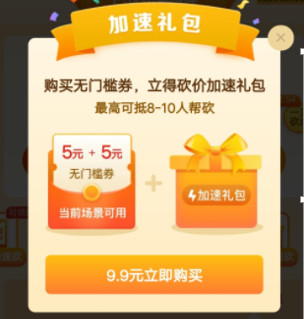 加速礼包
购买无门槛券，立得砍价加速礼包
最高可抵8-10人帮砍
5元 + 5元
无门槛券
当前场景可用
+
加速礼包
9.9元立即购买